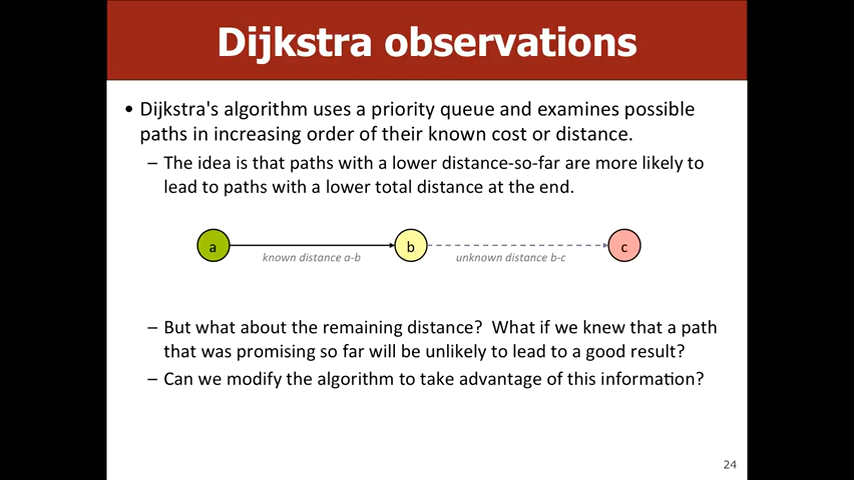 Dijkstra observations
• Dijkstra's algorithm uses a priority queue and examines possible
paths in increasing order of their known cost or distance.
– The idea is that paths with a lower distance-so-far are more likely to
lead to paths with a lower total distance at the end.
a b c
known distance a-b unknown distance b-c
– But what about the remaining distance?  What if we knew that a path
that was promising so far will be unlikely to lead to a good result?
– Can we modify the algorithm to take advantage of this information?
24